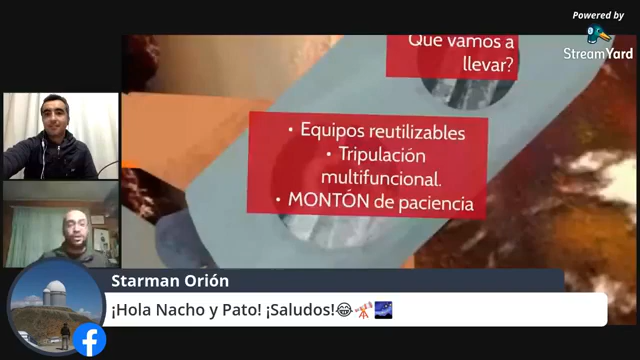 Powered by
StreamYard
Que vamos a
llevar?
• Equipos reutilizables
• Tripulación
multifuncional.
• MONTÓN de paciencia
Starman Orión
¡Hola Nacho y Pato! ¡Saludos!😂🔭🌌